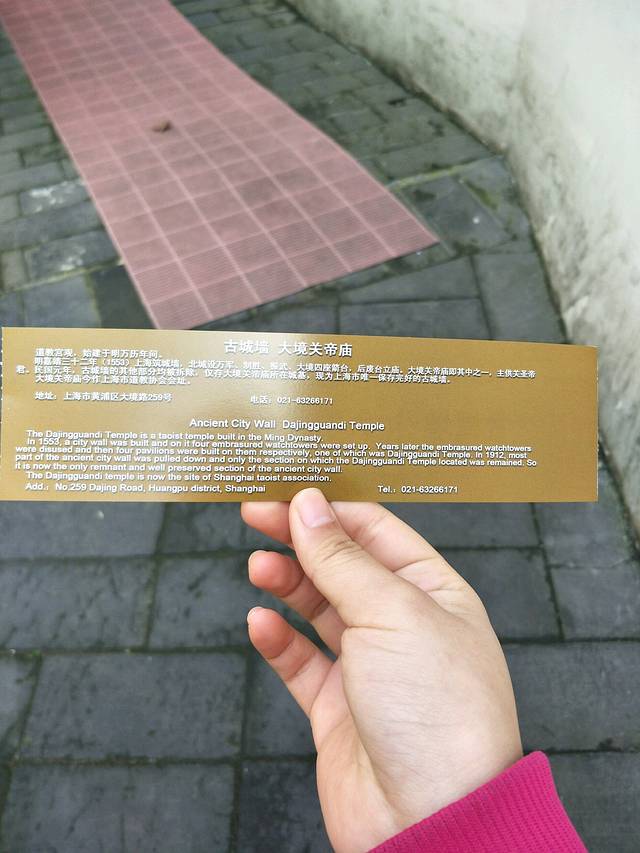 古城墙 大境关帝庙
道教宫观，始建于明万历年间。
明嘉靖三十二年（1553）上海筑城墙，北城设万军、制胜、振武、大境四座箭台，后废台立庙，大境关帝庙即其中之一，主供关圣帝
君。民国元年，古城墙的其他部分均被拆除，仅存大境关帝庙所在城基，现为上海市唯一保存完好的古城墙。
大境关帝庙今作上海市道教协会会址。
地址：上海市黄浦区大境路259号 电话：021-63266171
Ancient City Wall Dajingguandi Temple
The Dajingguandi Temple is a taoist temple built in the Ming Dynasty
In 1553, a city wall was built and on it four embrasured watchtowers were set up. Years later the embrasured watchtowers
were disused and then four pavilions were built on them respectively, one of which was Dajingguandi Temple. In 1912, most
part of the ancient city wall was pulled down and only the section on which the Dajingguandi Temple located was remained. So
it is now the only remnant and well preserved section of the ancient city wall.
The Dajingguandi temple is now the site of Shanghai taoist association.
Add.: No.259 Dajing Road, Huangpu district, Shanghai Tel.: 021-63266171